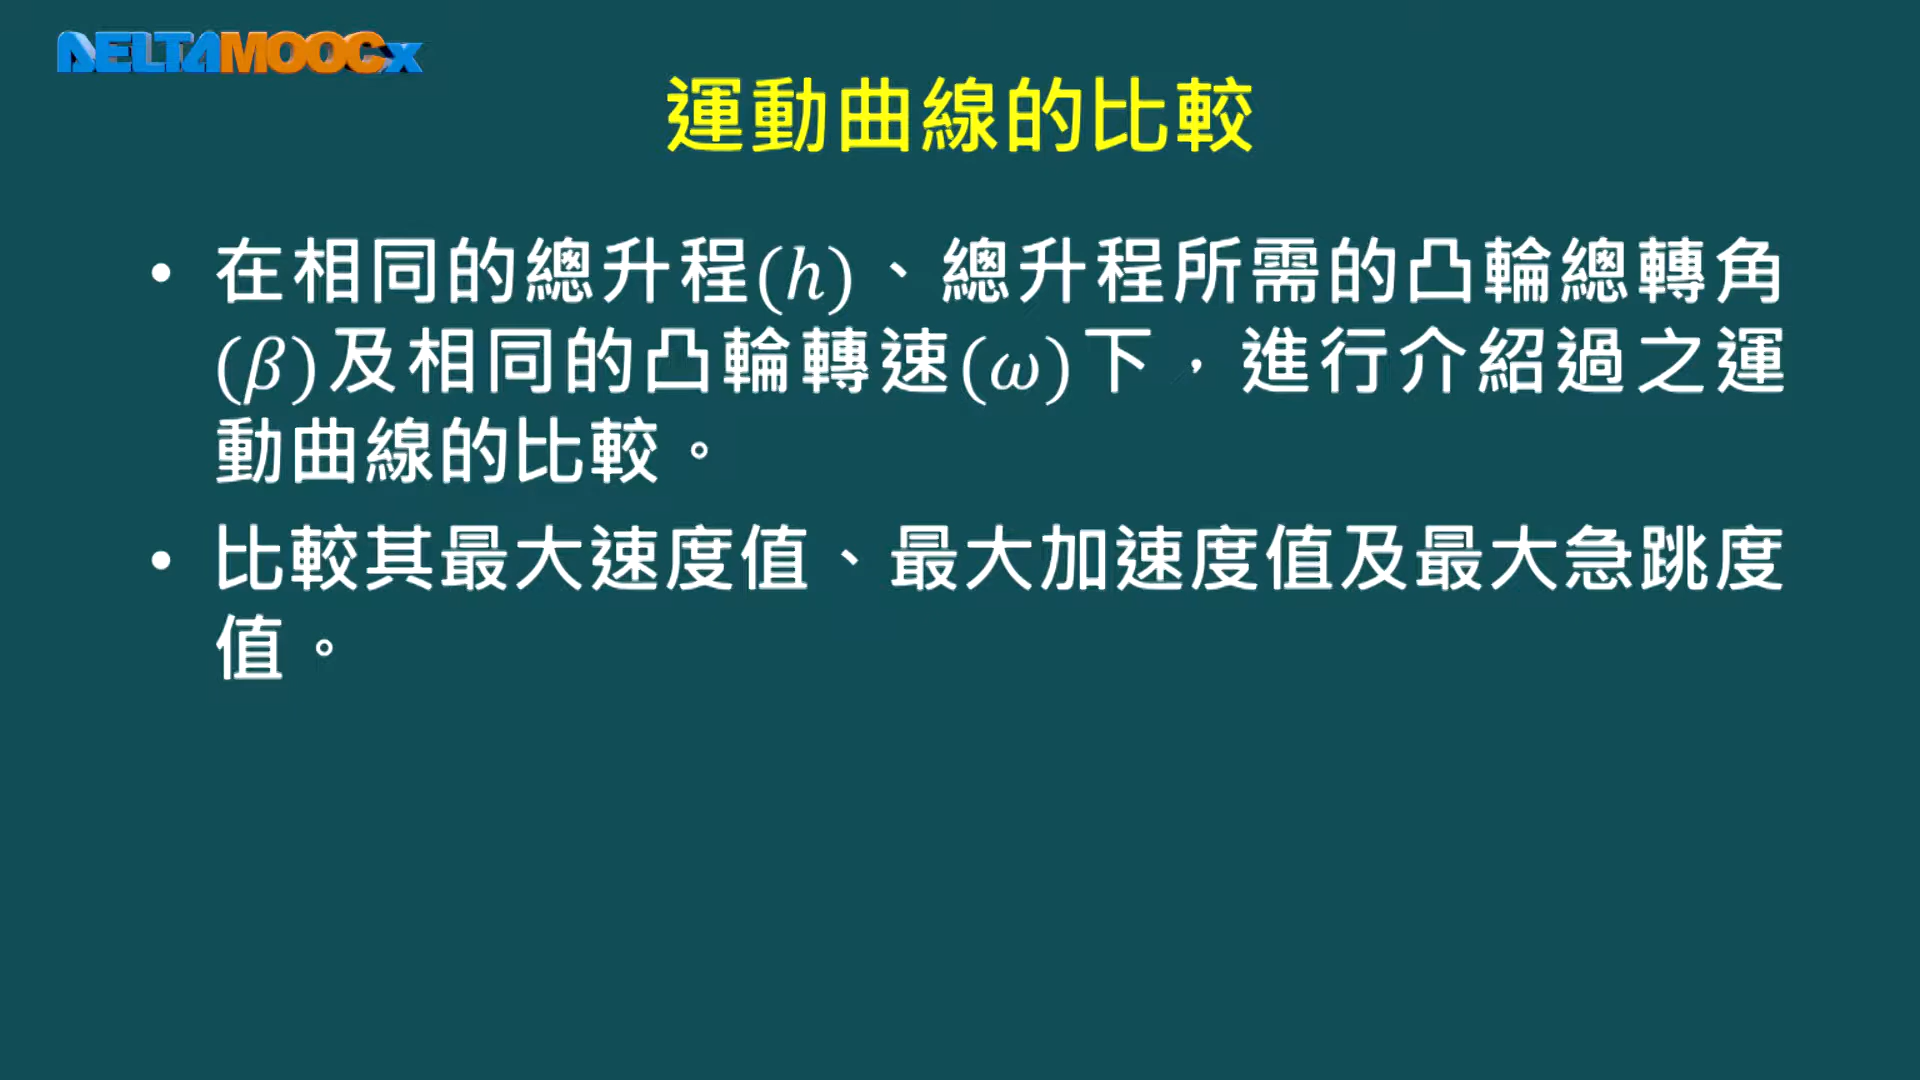 DELTAMOOCx
運動曲線的比較
• 在相同的總升程(h)、總升程所需的凸輪總轉角
(β)及相同的凸輪轉速(ω)下，進行介紹過之運
動曲線的比較。
• 比較其最大速度值、最大加速度值及最大急跳度
值。